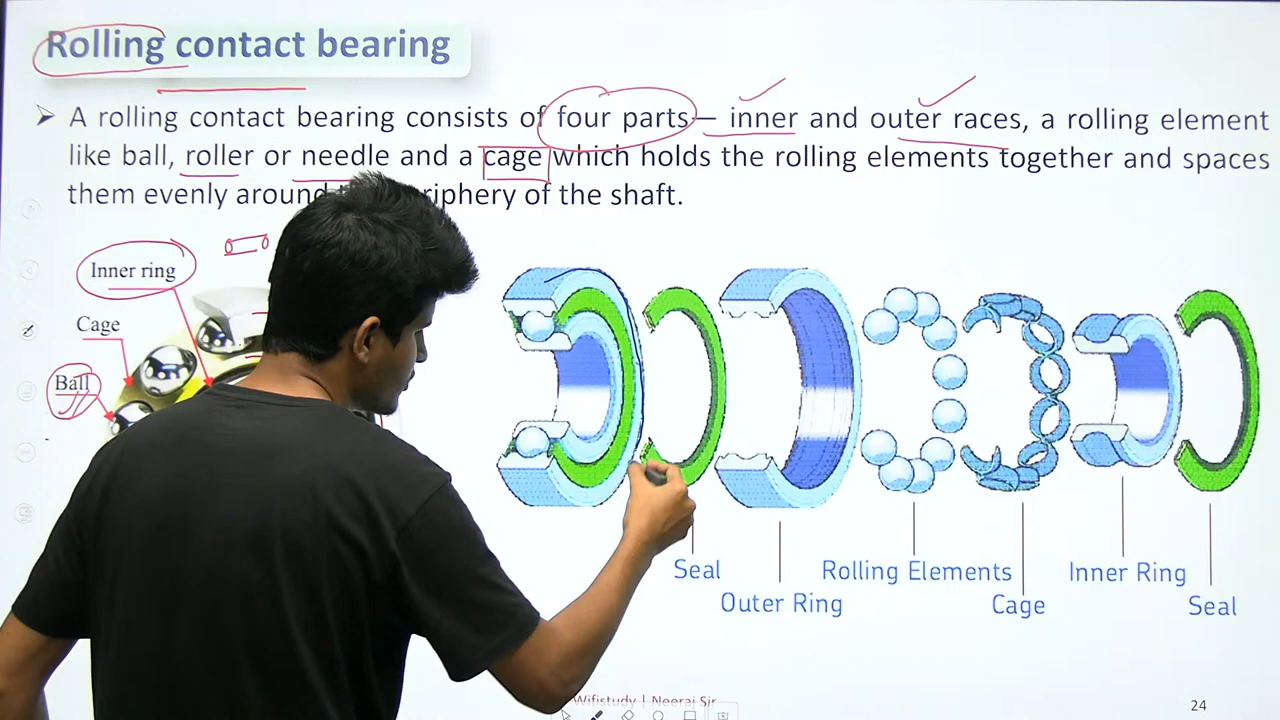 Rolling contact bearing
➤ A rolling contact bearing consists of four parts— inner and outer races, a rolling element
like ball, roller or needle and a cage which holds the rolling elements together and spaces
them evenly around periphery of the shaft.
Inner ring
Cage
Ball
Seal
Outer Ring
Rolling Elements
Cage
Inner Ring
Seal
Wifistudy | Neeraj Sir
24